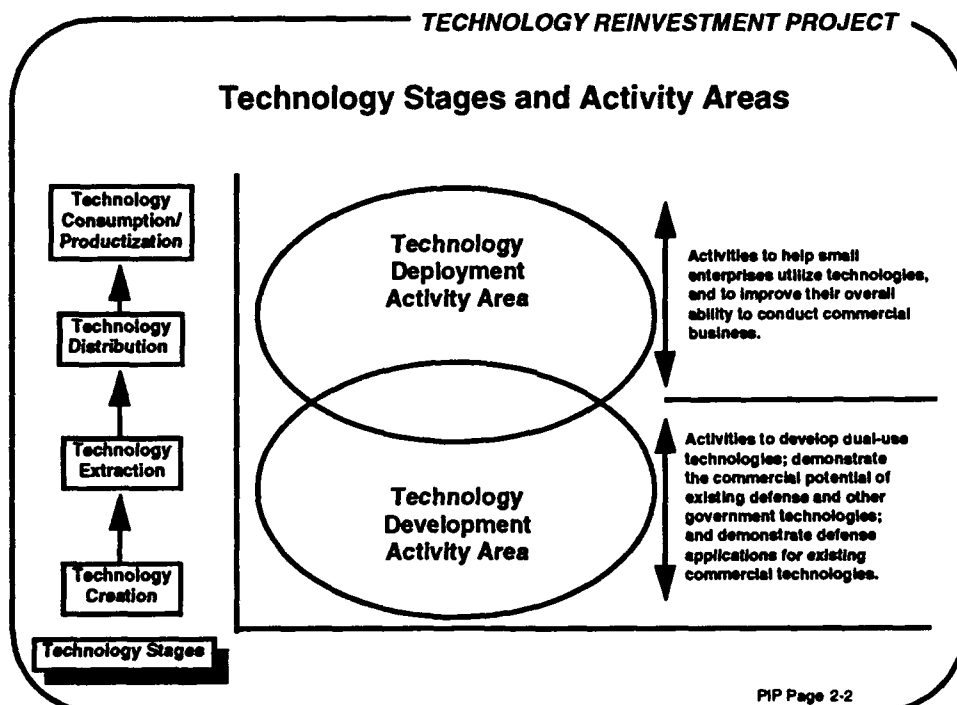 TECHNOLOGY REINVESTMENT PROJECT
Technology Stages and Activity Areas
Technology
Consumption/
Productization
Technology
Distribution
Technology
Extraction
Technology
Creation
Technology Stages
Technology
Deployment
Activity Area
Technology
Development
Activity Area
Activities to help small
enterprises utilize technologies,
and to improve their overall
ability to conduct commercial
business.
Activities to develop dual-use
technologies; demonstrate
the commercial potential of
existing defense and other
government technologies;
and demonstrate defense
applications for existing
commercial technologies.
PIP Page 2-2